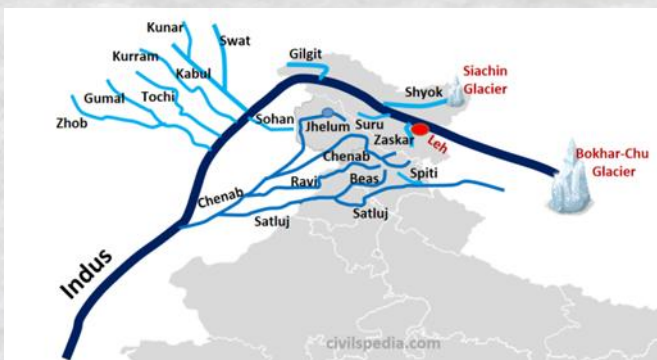 Kunar
Swat
Gilgit
Kurram
Kabul
Siachin
Glacier
Shyok
Gumal
Tochi
Zhob
Sohan
Jhelum
Suru
Zaskar
Leh
Bokhar-Chu
Glacier
Chenab
Spiti
Ravi
Beas
Chenab
Satluj
Satluj
Indus
civilspedia.com